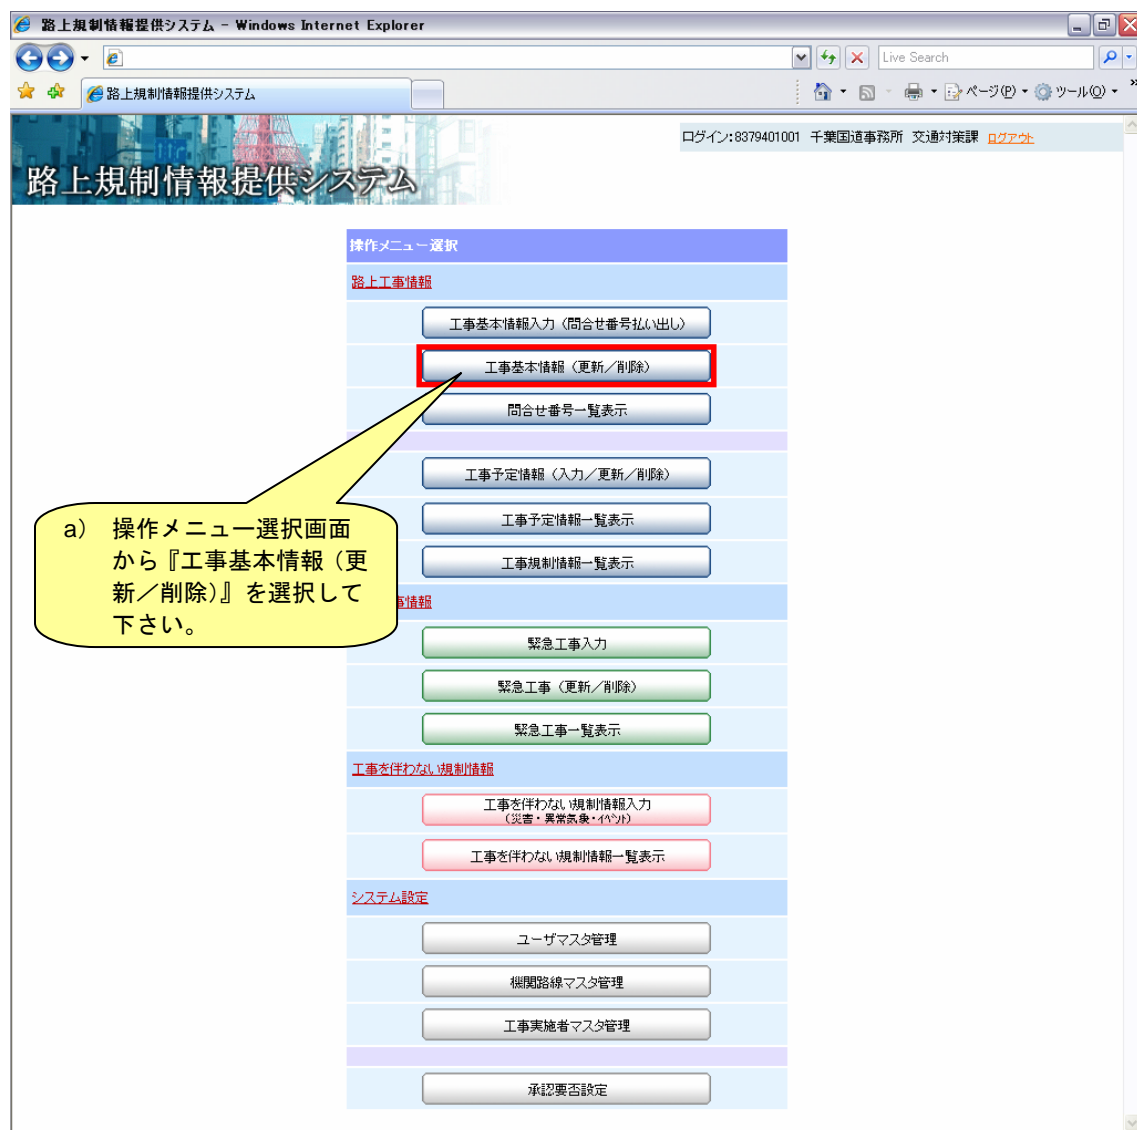 路上規制情報提供システム - Windows Internet Explorer
Live Search
路上規制情報提供システム
ページ(P)
ツール(O)
»
ログイン:8379401001 千葉国道事務所 交通対策課 ログアウト
路上規制情報提供システム
操作メニュー選択
路上工事情報
工事基本情報入力（問合せ番号払い出し）
工事基本情報（更新／削除）
問合せ番号一覧表示
工事予定情報（入力／更新／削除）
工事予定情報一覧表示
工事規制情報一覧表示
a） 操作メニュー選択画面
から『工事基本情報（更
新／削除）』を選択して
下さい。
事情報
緊急工事入力
緊急工事（更新／削除）
緊急工事一覧表示
工事を伴わない規制情報
工事を伴わない規制情報入力
（災害・異常気象・イベント）
工事を伴わない規制情報一覧表示
システム設定
ユーザマスタ管理
機関路線マスタ管理
工事実施者マスタ管理
承認要否設定